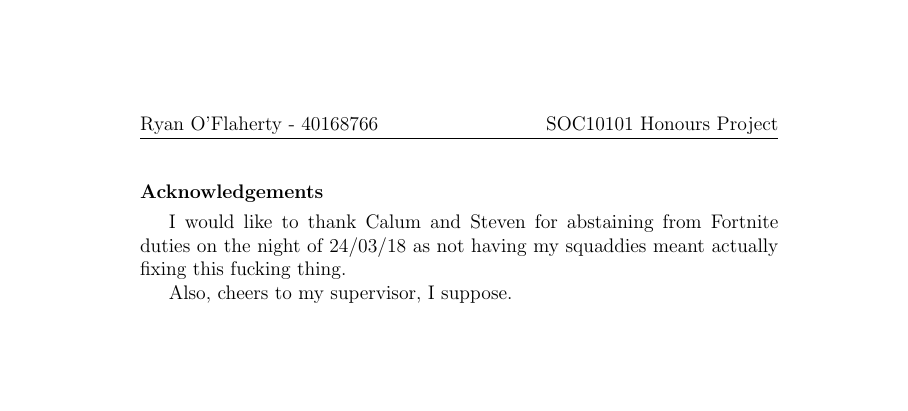 Ryan O'Flaherty - 40168766 SOC10101 Honours Project
Acknowledgements
I would like to thank Calum and Steven for abstaining from Fortnite
duties on the night of 24/03/18 as not having my squaddies meant actually
fixing this fucking thing.
Also, cheers to my supervisor, I suppose.